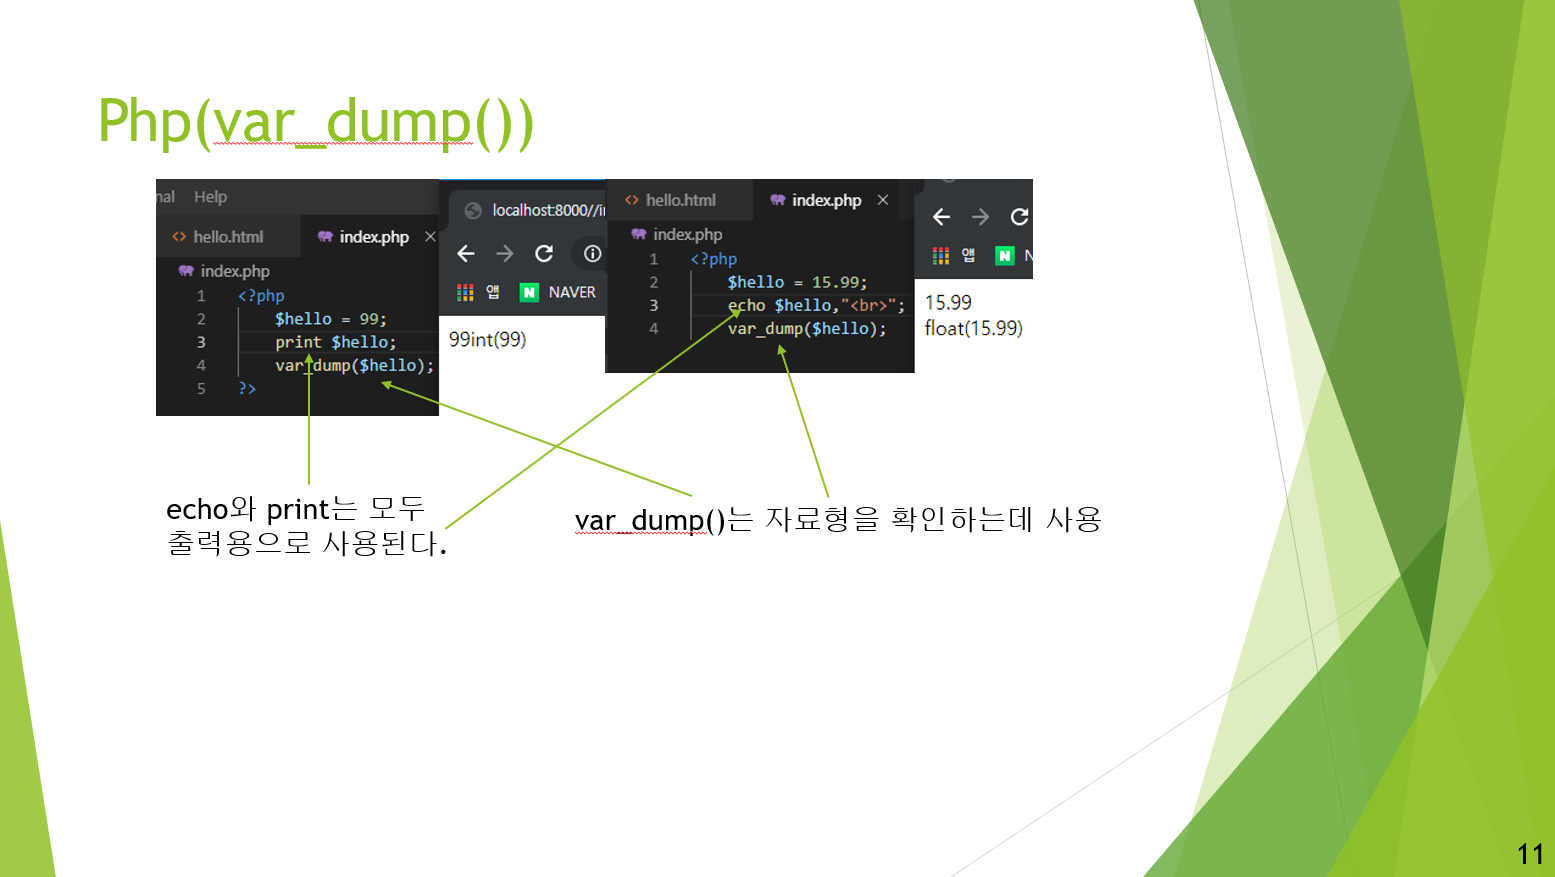 Php(var_dump())
nal Help
hello.html index.php ×
index.php
1 <?php
2 $hello = 99;
3 print $hello;
4 var_dump($hello);
5 ?>
localhost:8000//in
앱 N NAVER
99int(99)
hello.html index.php ×
index.php
1 <?php
2 $hello = 15.99;
3 echo $hello,"<br>";
4 var_dump($hello);
앱 N N
15.99
float(15.99)
echo와 print는 모두
출력용으로 사용된다.
var_dump()는 자료형을 확인하는데 사용
11